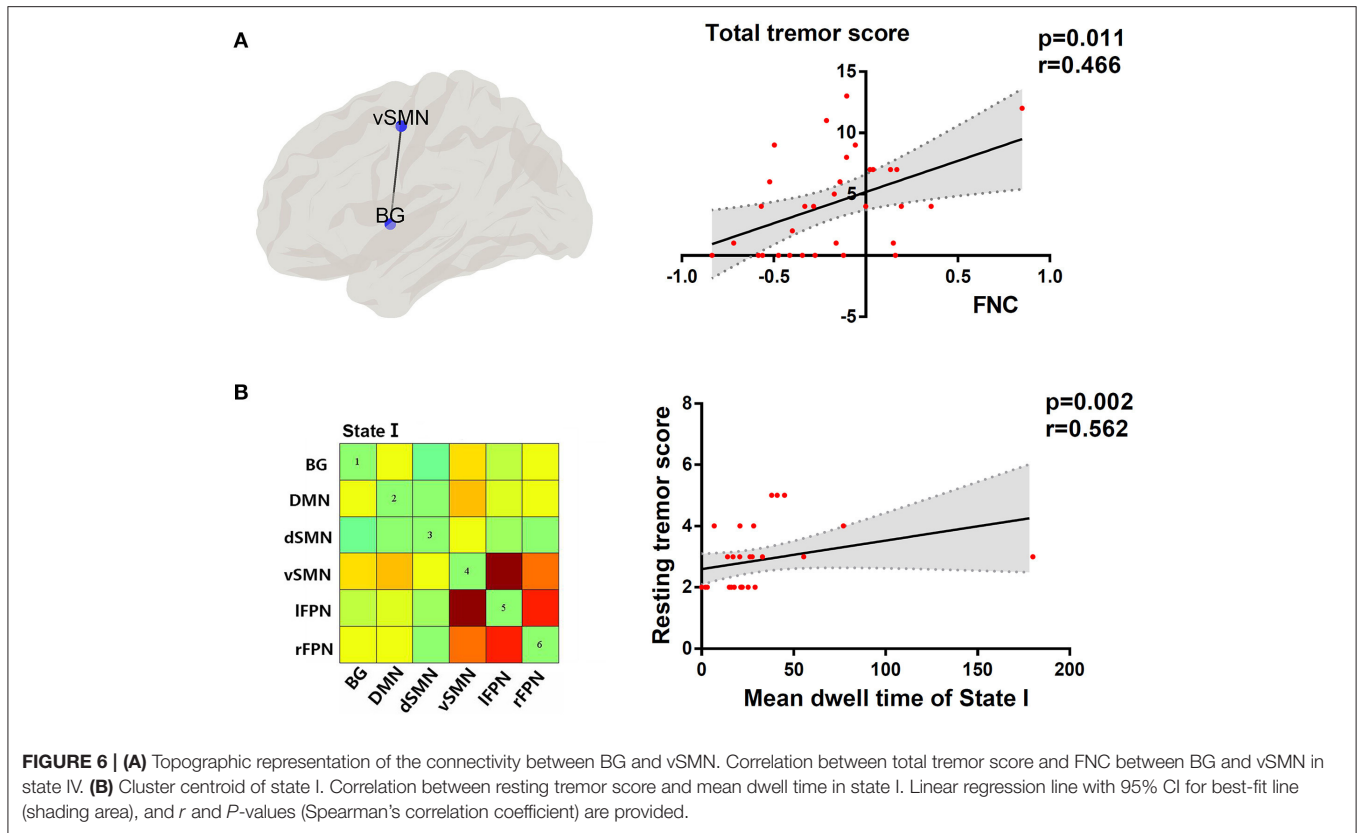 A
vSMN
BG
Total tremor score
p=0.011
r=0.466
15
10
5
-1.0 -0.5 0.5 1.0
FNC
-5
B
State I
BG
DMN
dSMN
vSMN
lFPN
rFPN
1
2
3
4
5
6
BG DMN dSMN vSMN lFPN rFPN
p=0.002
r=0.562
Resting tremor score
8
6
4
2
0
0 50 100 150 200
Mean dwell time of State I
FIGURE 6 | (A) Topographic representation of the connectivity between BG and vSMN. Correlation between total tremor score and FNC between BG and vSMN in
state IV. (B) Cluster centroid of state I. Correlation between resting tremor score and mean dwell time in state I. Linear regression line with 95% CI for best-fit line
(shading area), and r and P-values (Spearman's correlation coefficient) are provided.